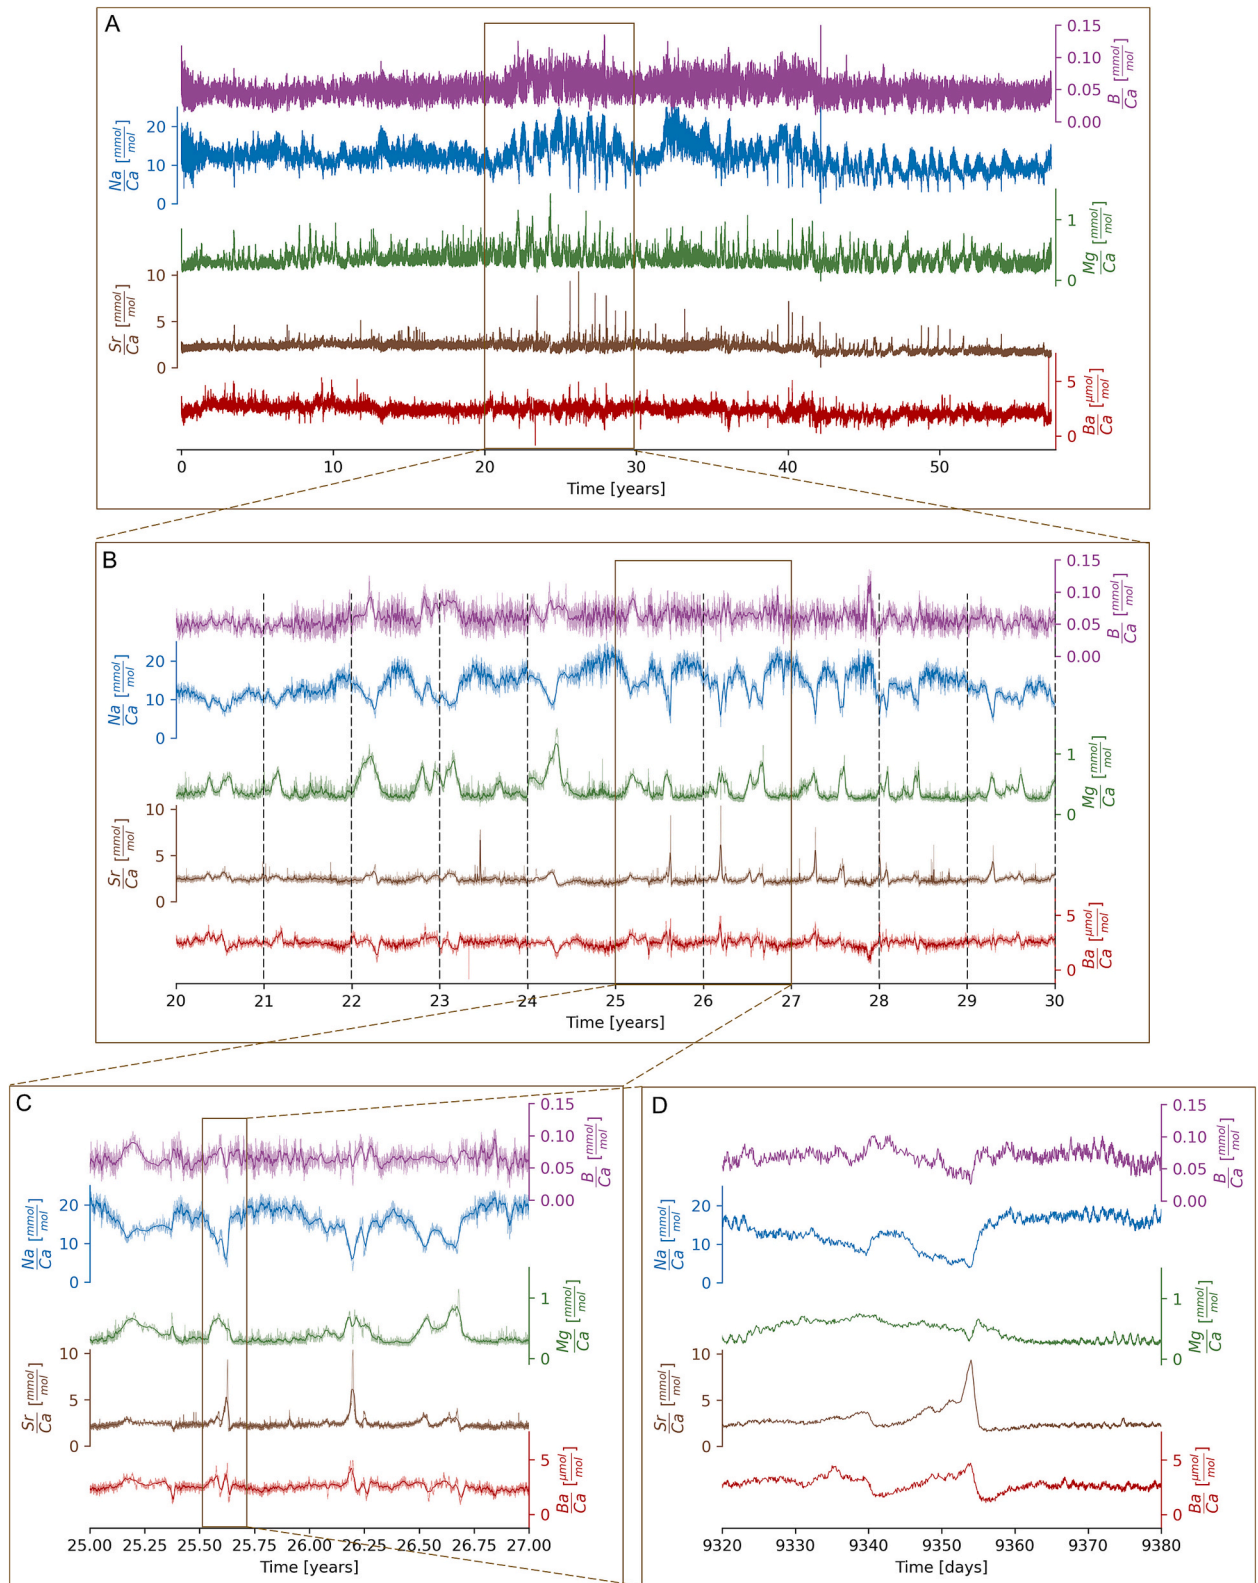 A
B/Ca [mmol/mol]
0.15
0.10
0.05
0.00
Na/Ca [mmol/mol]
20
10
0
Mg/Ca [mmol/mol]
1
0
Sr/Ca [mmol/mol]
10
5
0
Ba/Ca [μmol/mol]
5
0
0 10 20 30 40 50
Time [years]
B
B/Ca [mmol/mol]
0.15
0.10
0.05
0.00
Na/Ca [mmol/mol]
20
10
0
Mg/Ca [mmol/mol]
1
0
Sr/Ca [mmol/mol]
10
5
0
Ba/Ca [μmol/mol]
5
0
20 21 22 23 24 25 26 27 28 29 30
Time [years]
C
B/Ca [mmol/mol]
0.15
0.10
0.05
0.00
Na/Ca [mmol/mol]
20
10
0
Mg/Ca [mmol/mol]
1
0
Sr/Ca [mmol/mol]
10
5
0
Ba/Ca [μmol/mol]
5
0
25.00 25.25 25.50 25.75 26.00 26.25 26.50 26.75 27.00
Time [years]
D
B/Ca [mmol/mol]
0.15
0.10
0.05
0.00
Na/Ca [mmol/mol]
20
10
0
Mg/Ca [mmol/mol]
1
0
Sr/Ca [mmol/mol]
10
5
0
Ba/Ca [μmol/mol]
5
0
9320 9330 9340 9350 9360 9370 9380
Time [days]